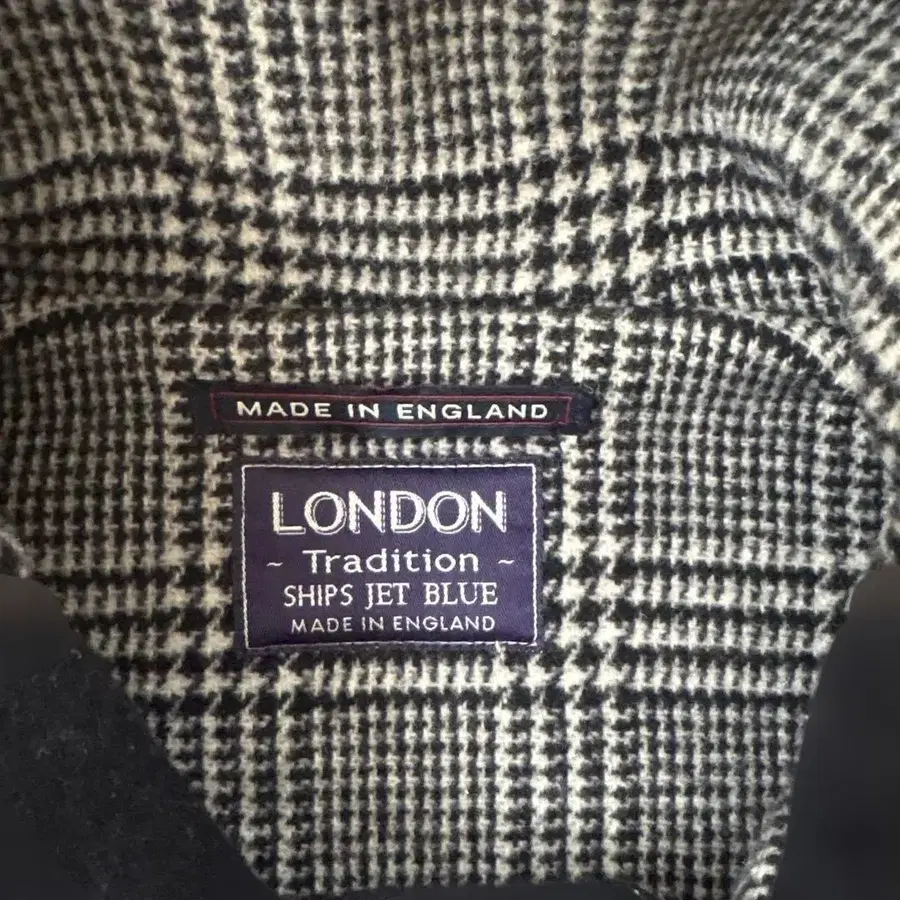 MADE IN ENGLAND
LONDON
~ Tradition ~
SHIPS JET BLUE
MADE IN ENGLAND